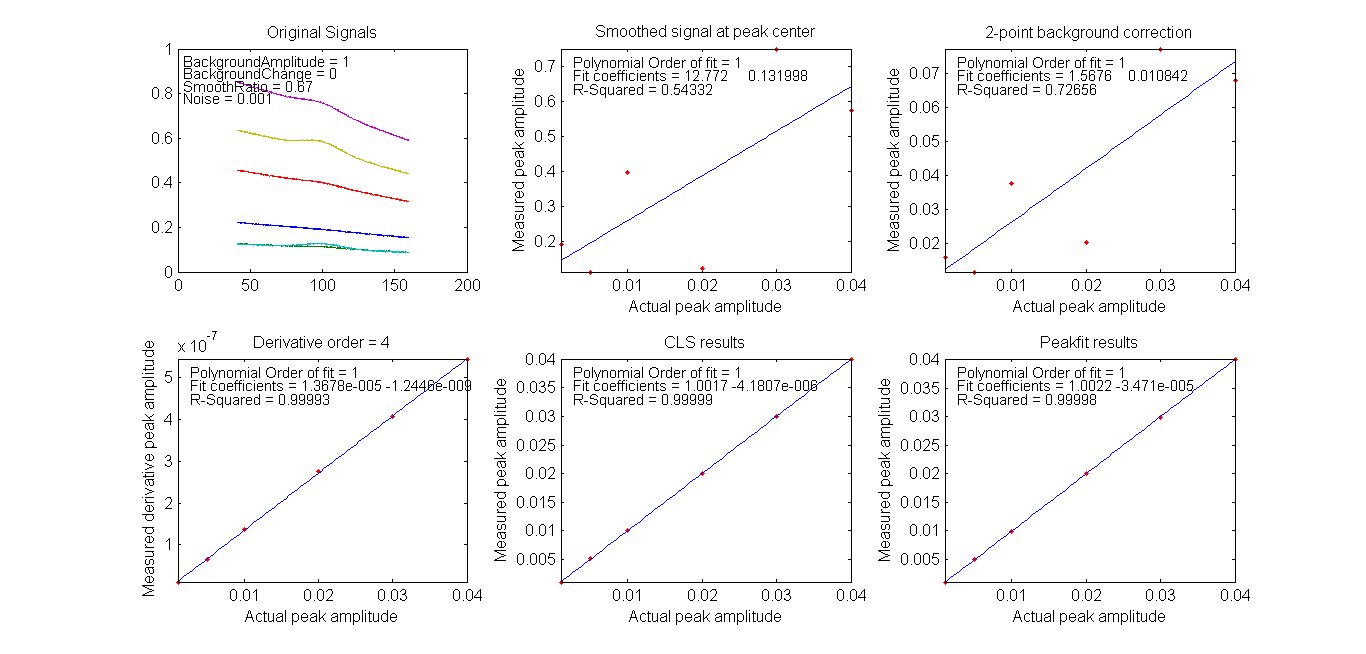 Original Signals
BackgroundAmplitude = 1
BackgroundChange = 0
SmoothRatio = 0.67
Noise = 0.001
1
0.8
0.6
0.4
0.2
0
0 50 100 150 200
Smoothed signal at peak center
Polynomial Order of fit = 1
Fit coefficients = 12.772 0.131998
R-Squared = 0.54332
Measured peak amplitude
0.7
0.6
0.5
0.4
0.3
0.2
0.01 0.02 0.03 0.04
Actual peak amplitude
2-point background correction
Polynomial Order of fit = 1
Fit coefficients = 1.5676 0.010842
R-Squared = 0.72656
Measured peak amplitude
0.07
0.06
0.05
0.04
0.03
0.02
0.01 0.02 0.03 0.04
Actual peak amplitude
x 10-7
Derivative order = 4
Polynomial Order of fit = 1
Fit coefficients = 1.3678e-005 -1.2446e-009
R-Squared = 0.99993
Measured derivative peak amplitude
5
4
3
2
1
0.01 0.02 0.03 0.04
Actual peak amplitude
CLS results
Polynomial Order of fit = 1
Fit coefficients = 1.0017 -4.1807e-006
R-Squared = 0.99999
Measured peak amplitude
0.04
0.035
0.03
0.025
0.02
0.015
0.01
0.005
0.01 0.02 0.03 0.04
Actual peak amplitude
Peakfit results
Polynomial Order of fit = 1
Fit coefficients = 1.0022 -3.471e-005
R-Squared = 0.99998
Measured peak amplitude
0.04
0.035
0.03
0.025
0.02
0.015
0.01
0.005
0.01 0.02 0.03 0.04
Actual peak amplitude